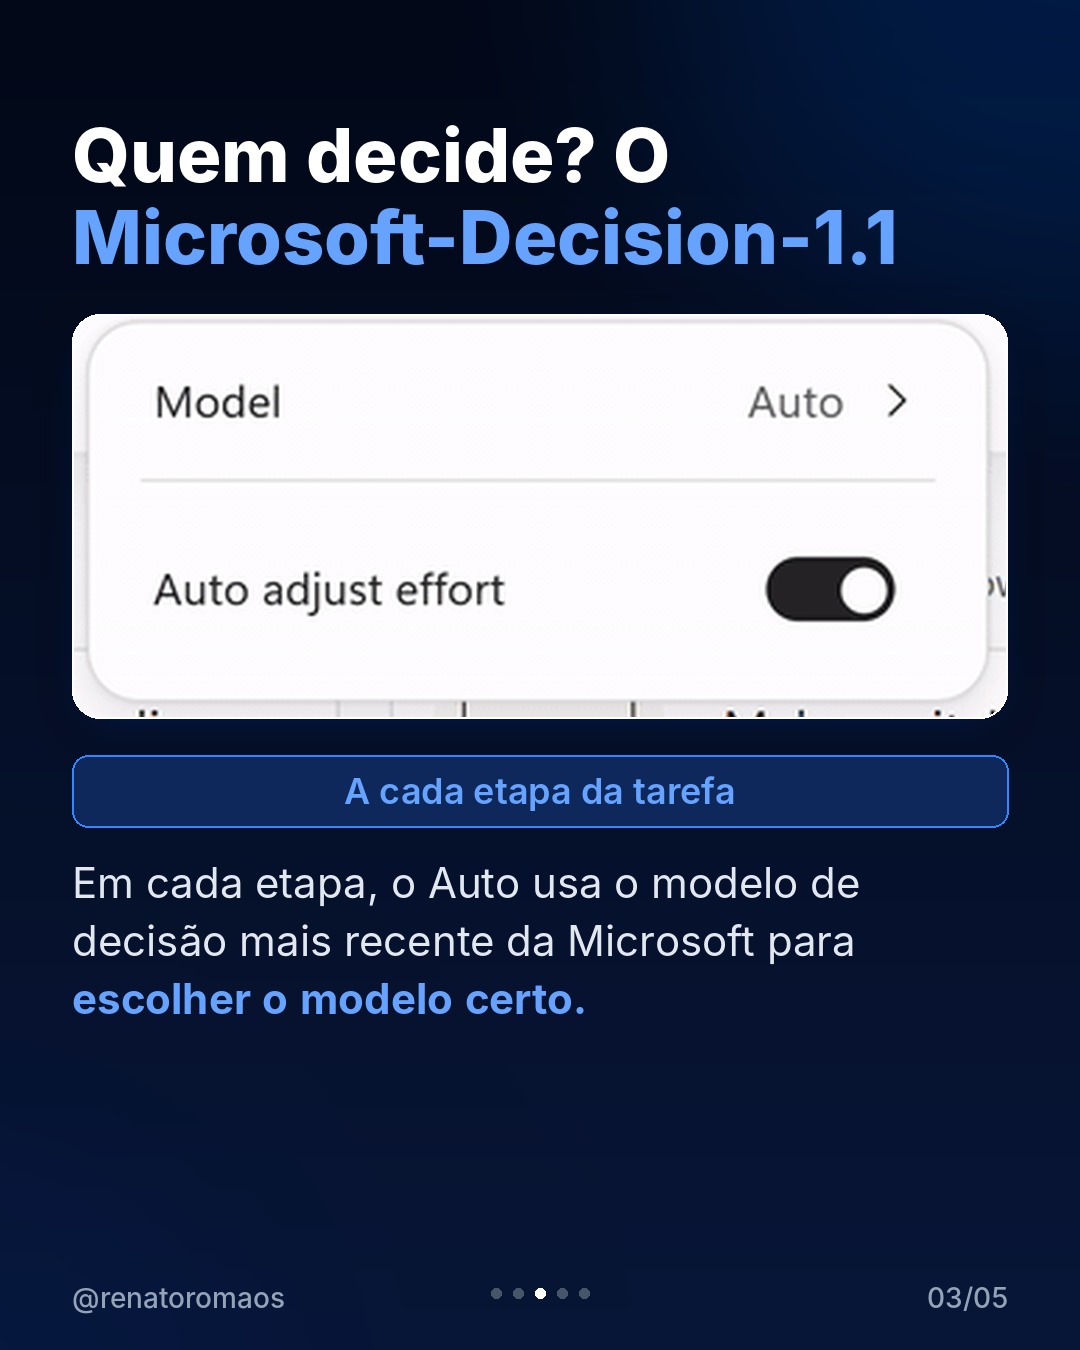 Quem decide? O
Microsoft-Decision-1.1
Model Auto
Auto adjust effort
A cada etapa da tarefa
Em cada etapa, o Auto usa o modelo de
decisão mais recente da Microsoft para
escolher o modelo certo.
@renatoromaos 03/05